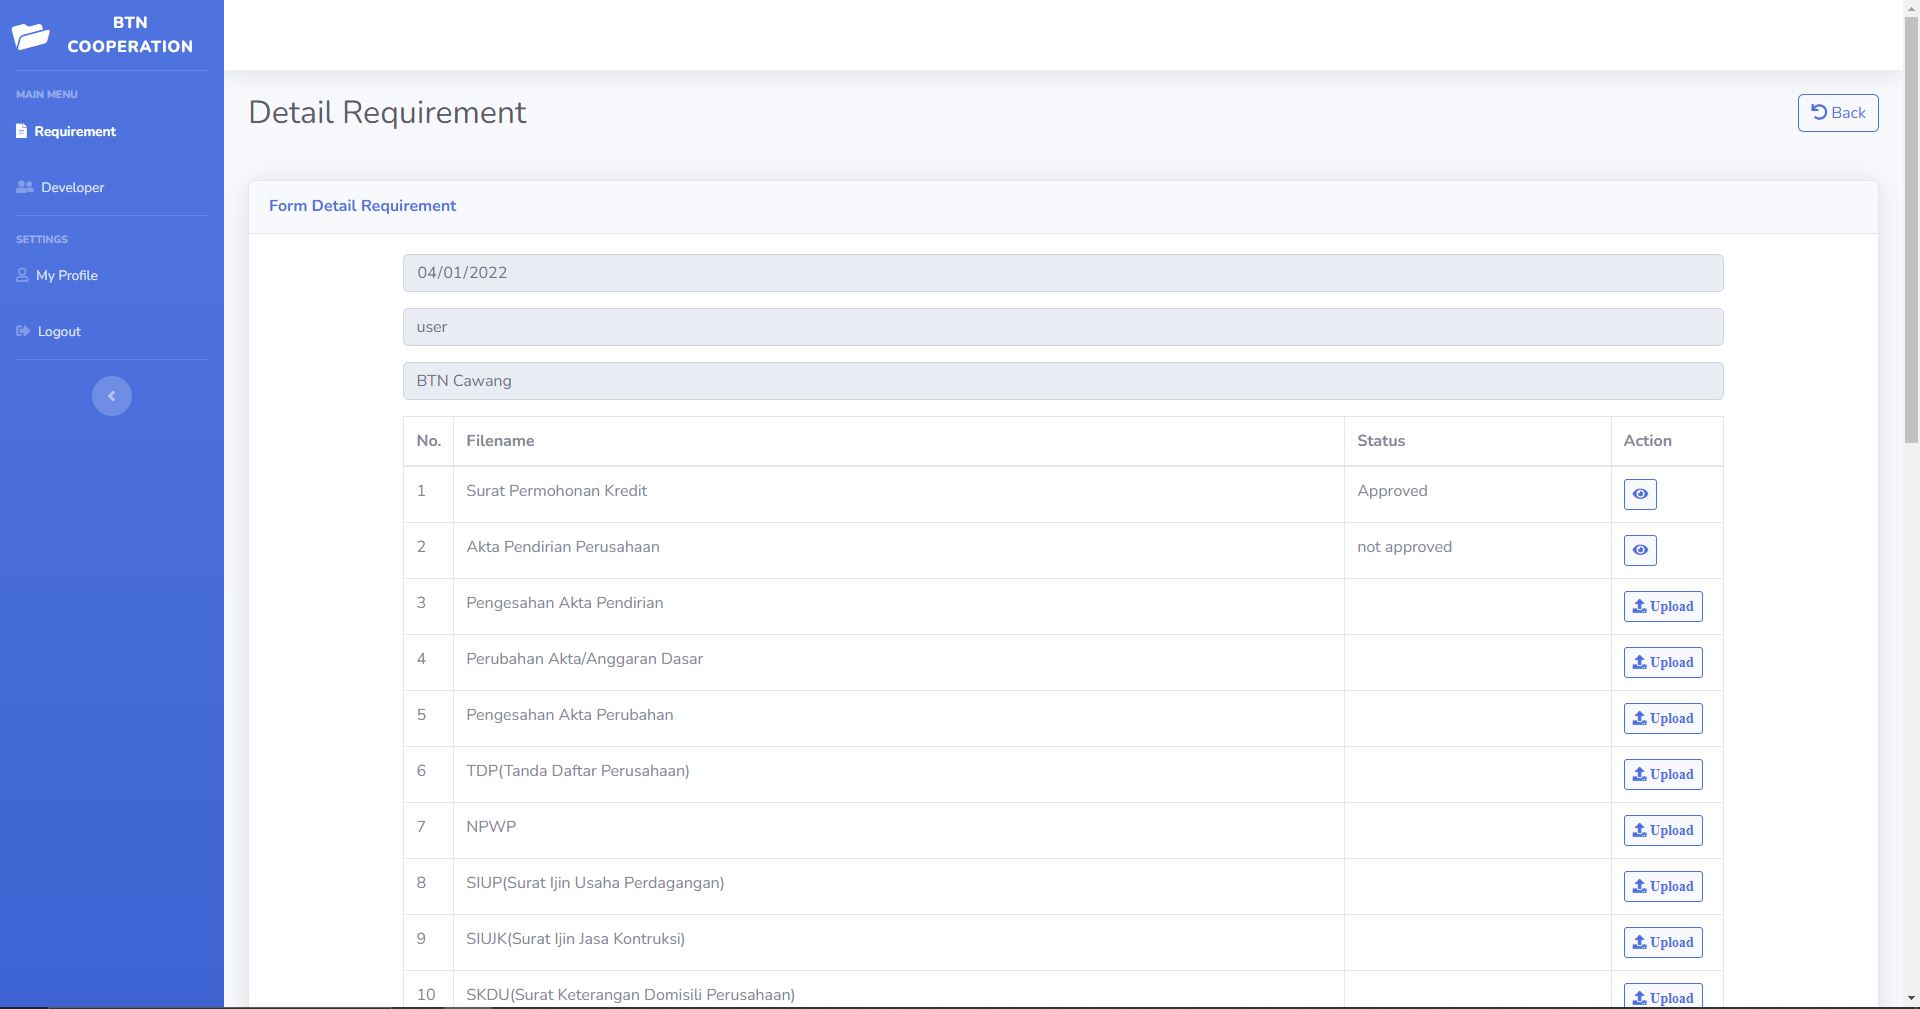 BTN
COOPERATION
MAIN MENU
Requirement
Developer
SETTINGS
My Profile
Logout
Detail Requirement
Back
Form Detail Requirement
04/01/2022
user
BTN Cawang
No. Filename Status Action
1 Surat Permohonan Kredit Approved
2 Akta Pendirian Perusahaan not approved
3 Pengesahan Akta Pendirian Upload
4 Perubahan Akta/Anggaran Dasar Upload
5 Pengesahan Akta Perubahan Upload
6 TDP(Tanda Daftar Perusahaan) Upload
7 NPWP Upload
8 SIUP(Surat Ijin Usaha Perdagangan) Upload
9 SIUJK(Surat Ijin Jasa Kontruksi) Upload
10 SKDU(Surat Keterangan Domisili Perusahaan) Upload